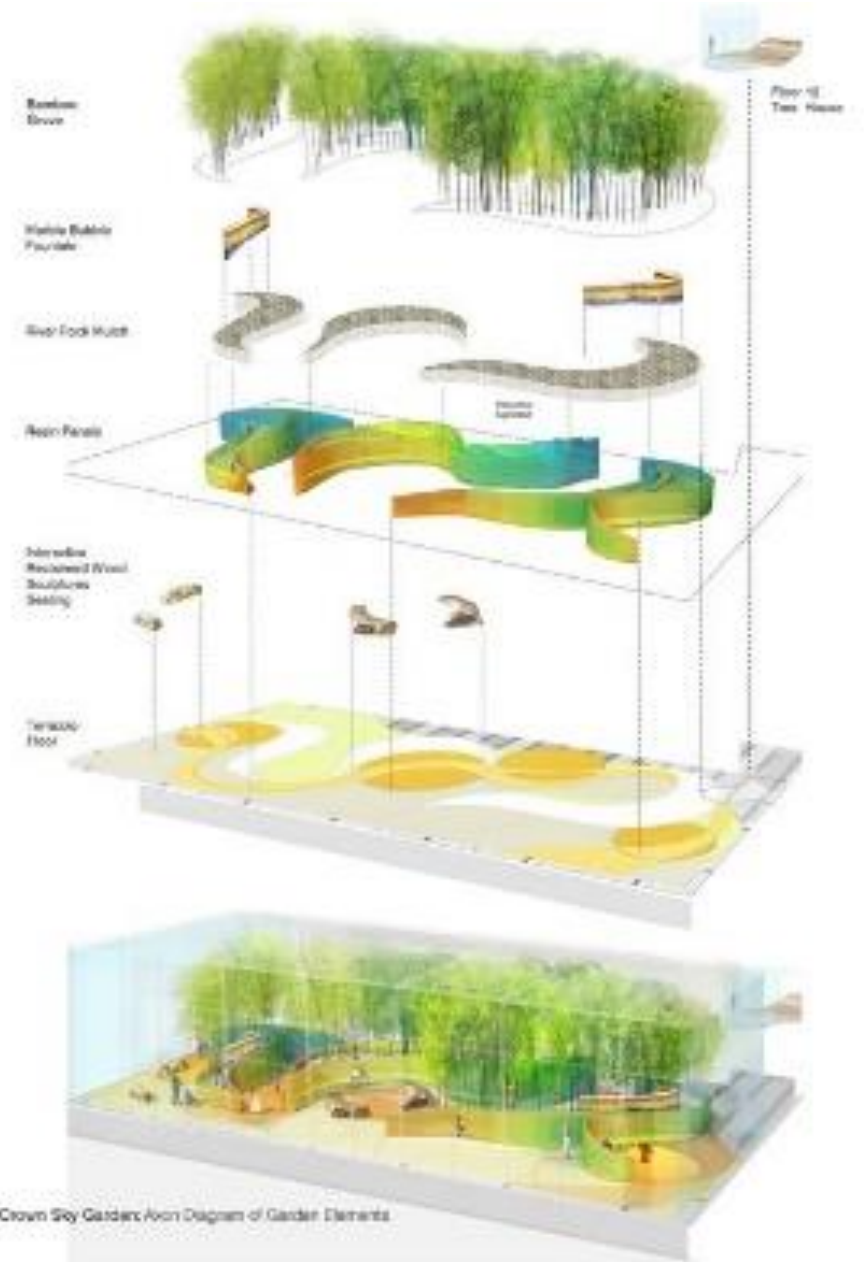 Bamboo
Grove
Floor 12
Tree House
Marble Bubble
Fountain
River Rock Mulch
Resin Panels
Interactive
Reclaimed Wood
Sculptures
Seating
Terrazzo
Floor
Crown Sky Garden: Axon Diagram of Garden Elements